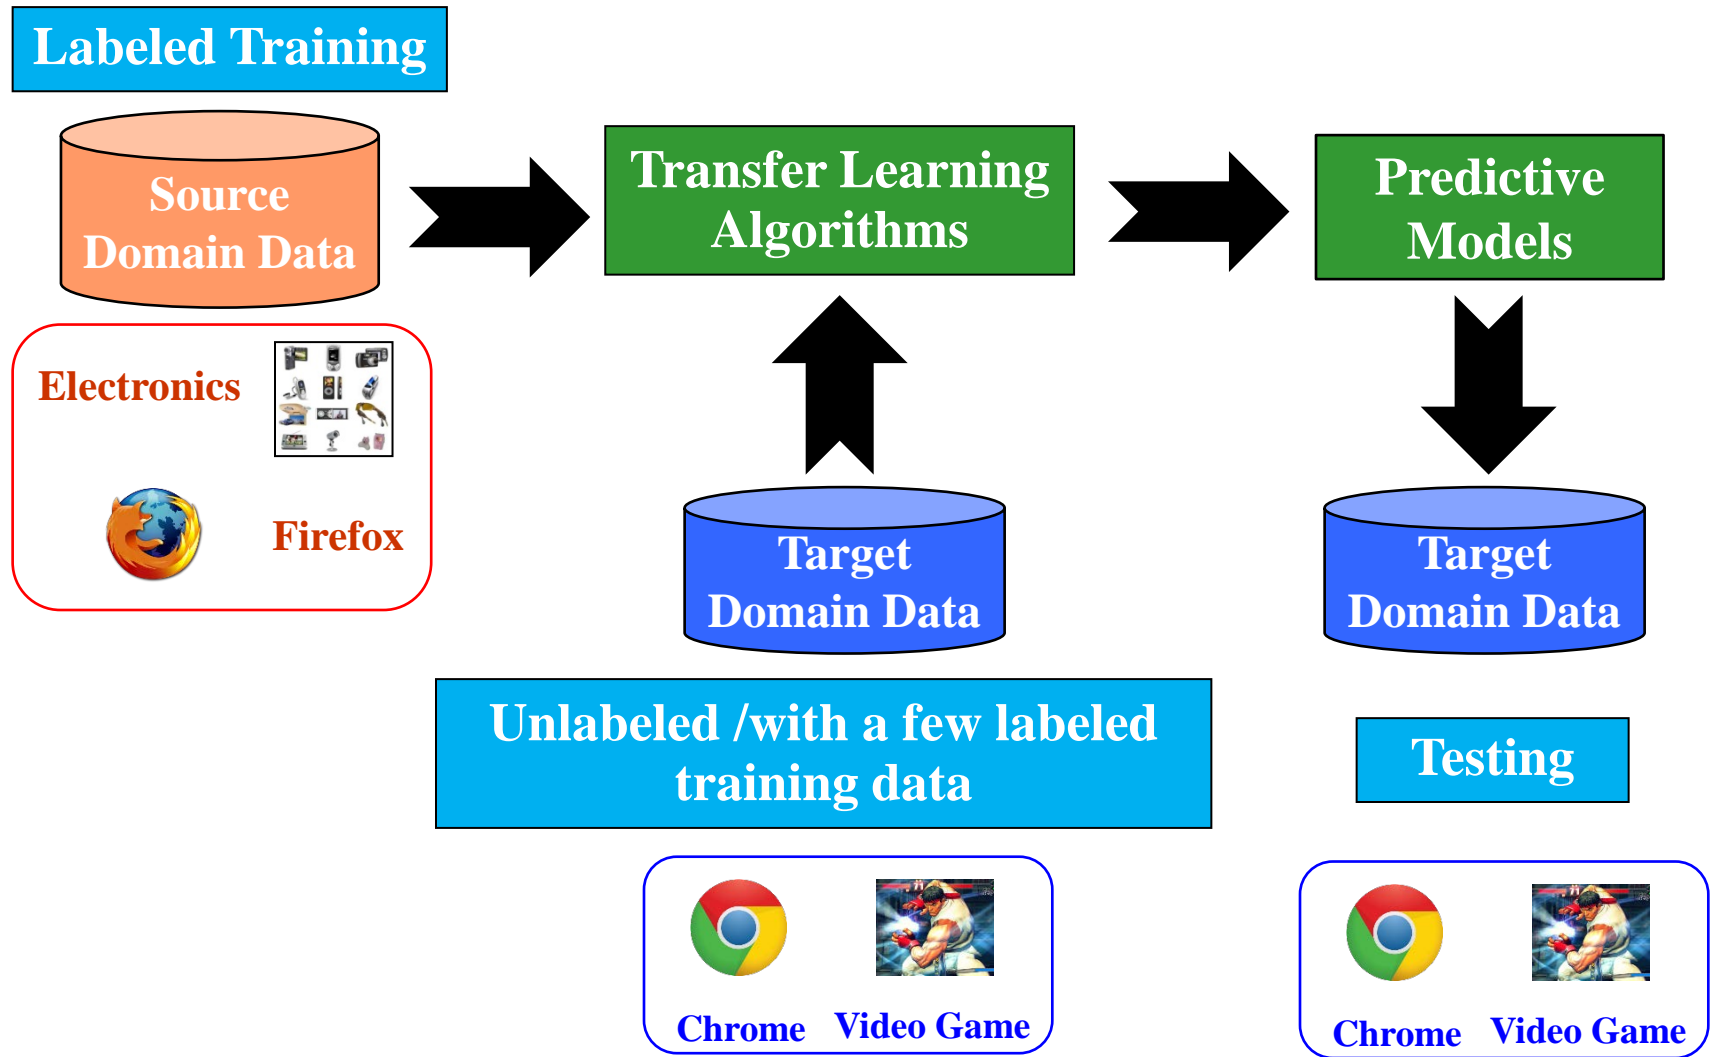 Labeled Training
Source
Domain Data
Transfer Learning
Algorithms
Predictive
Models
Electronics
Firefox
Target
Domain Data
Target
Domain Data
Unlabeled /with a few labeled
training data
Testing
Chrome
Video Game
Chrome
Video Game